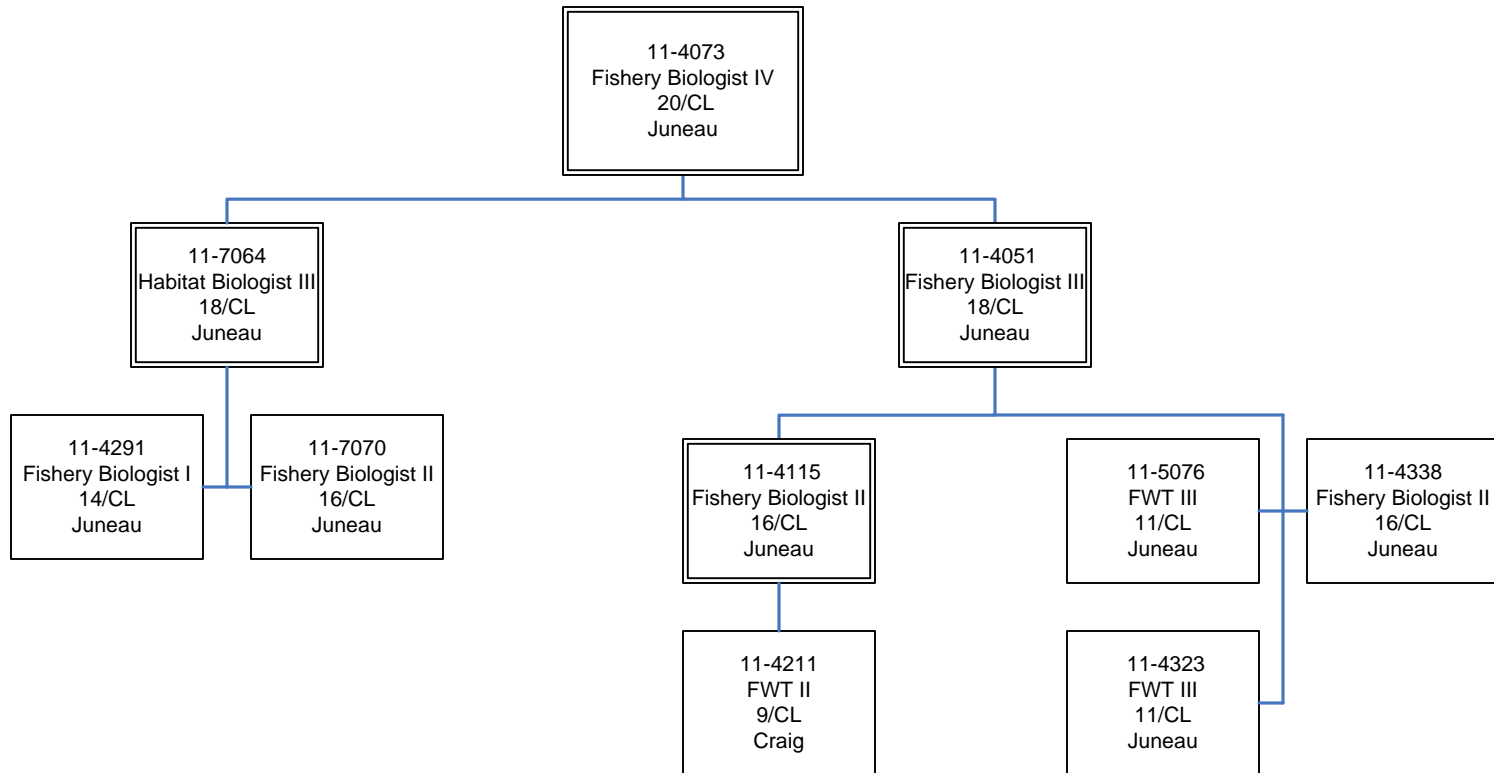 11-4073
Fishery Biologist IV
20/CL
Juneau
11-7064
Habitat Biologist III
18/CL
Juneau
11-4051
Fishery Biologist III
18/CL
Juneau
11-4291
Fishery Biologist I
14/CL
Juneau
11-7070
Fishery Biologist II
16/CL
Juneau
11-4115
Fishery Biologist II
16/CL
Juneau
11-5076
FWT III
11/CL
Juneau
11-4338
Fishery Biologist II
16/CL
Juneau
11-4211
FWT II
9/CL
Craig
11-4323
FWT III
11/CL
Juneau